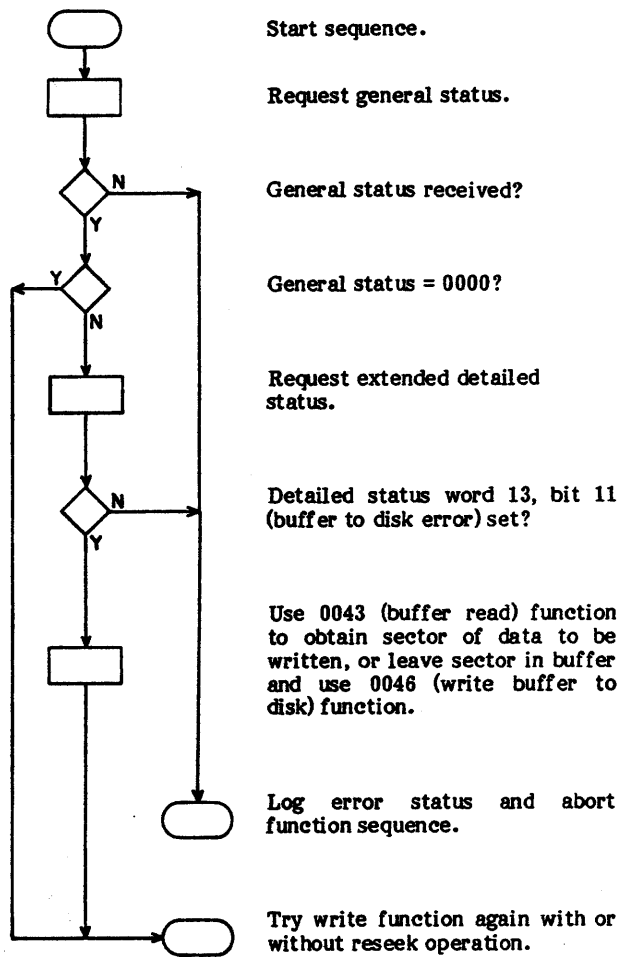 Start sequence.
Request general status.
N
General status received?
Y
Y
General status = 0000?
N
Request extended detailed
status.
N
Detailed status word 13, bit 11
(buffer to disk error) set?
Y
Use 0043 (buffer read) function
to obtain sector of data to be
written, or leave sector in buffer
and use 0046 (write buffer to
disk) function.
Log error status and abort
function sequence.
Try write function again with or
without reseek operation.